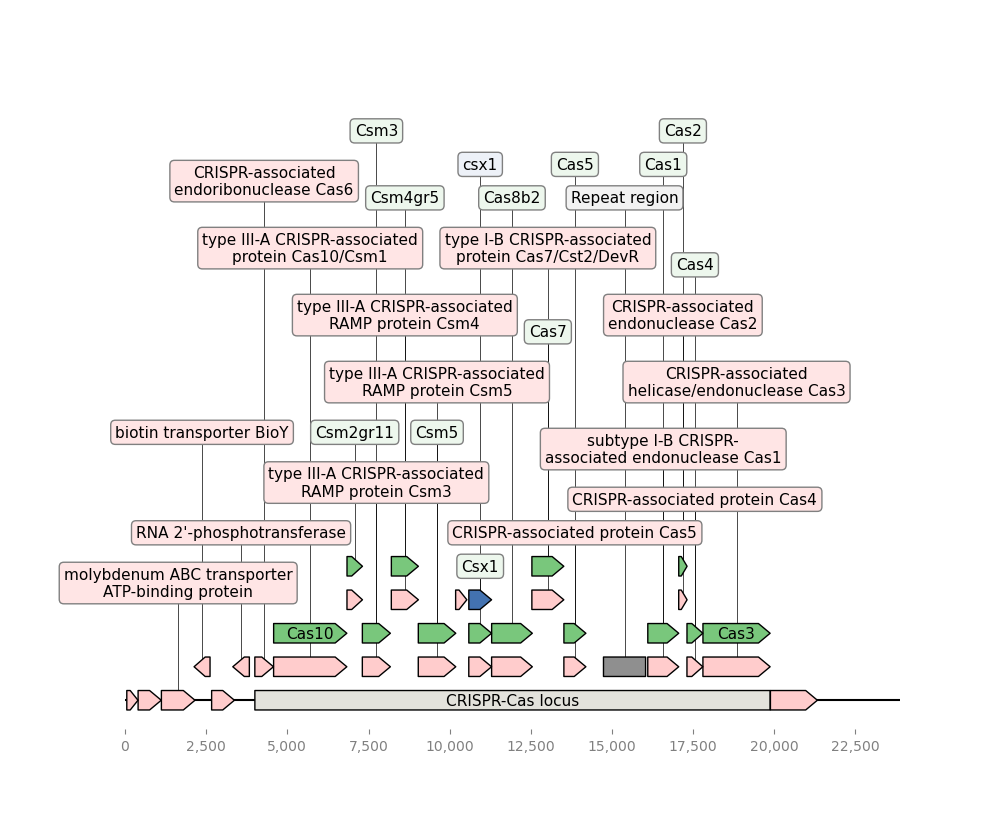 Csm3
Cas2
csx1
Cas5
Cas1
CRISPR-associated
endoribonuclease Cas6
Csm4gr5
Cas8b2
Repeat region
type III-A CRISPR-associated
protein Cas10/Csm1
type I-B CRISPR-associated
protein Cas7/Cst2/DevR
Cas4
type III-A CRISPR-associated
RAMP protein Csm4
Cas7
CRISPR-associated
endonuclease Cas2
type III-A CRISPR-associated
RAMP protein Csm5
CRISPR-associated
helicase/endonuclease Cas3
biotin transporter BioY
Csm2gr11
Csm5
subtype I-B CRISPR-
associated endonuclease Cas1
type III-A CRISPR-associated
RAMP protein Csm3
CRISPR-associated protein Cas4
RNA 2'-phosphotransferase
CRISPR-associated protein Cas5
molybdenum ABC transporter
ATP-binding protein
Csx1
Cas10
Cas3
CRISPR-Cas locus
0
2,500
5,000
7,500
10,000
12,500
15,000
17,500
20,000
22,500